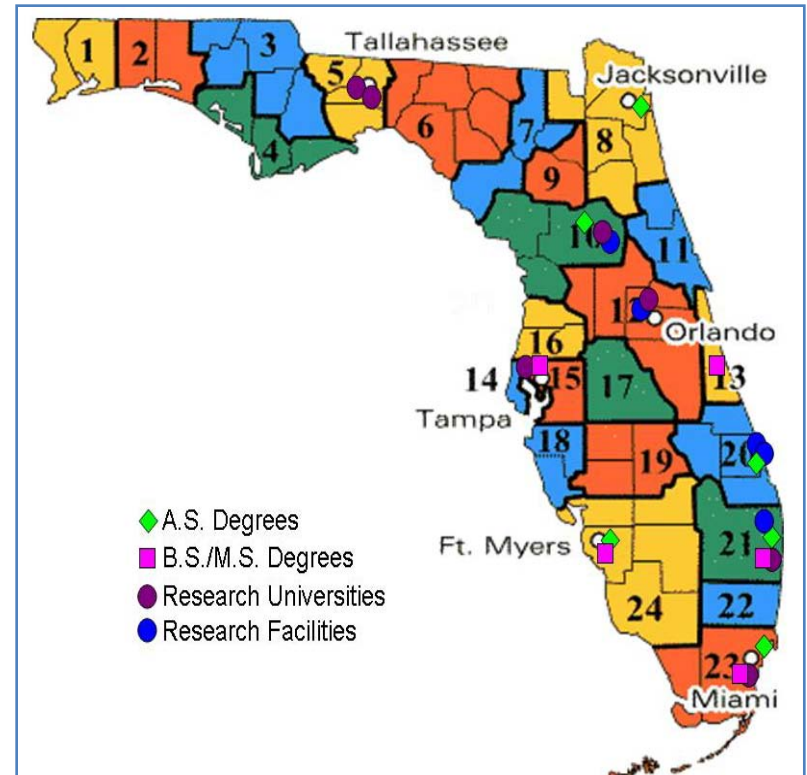 1
2
3
Tallahassee
5
Jacksonville
4
6
7
8
9
10
11
12
Orlando
16
14
15
17
13
Tampa
18
19
20
A.S. Degrees
B.S./M.S. Degrees
Research Universities
Research Facilities
Ft. Myers
21
24
22
23
Miami